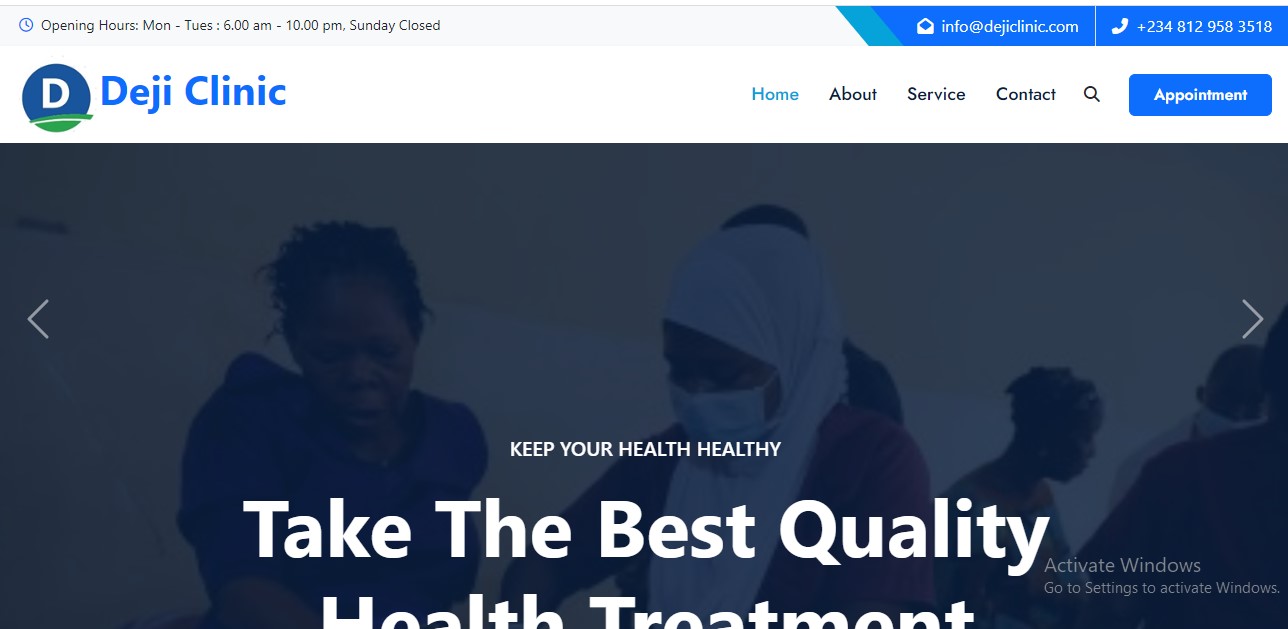 Opening Hours: Mon - Tues : 6.00 am - 10.00 pm, Sunday Closed
info@dejiclinic.com
+234 812 958 3518
D
Deji Clinic
Home
About
Service
Contact
Appointment
KEEP YOUR HEALTH HEALTHY
Take The Best Quality
Health Treatment
Activate Windows
Go to Settings to activate Windows.